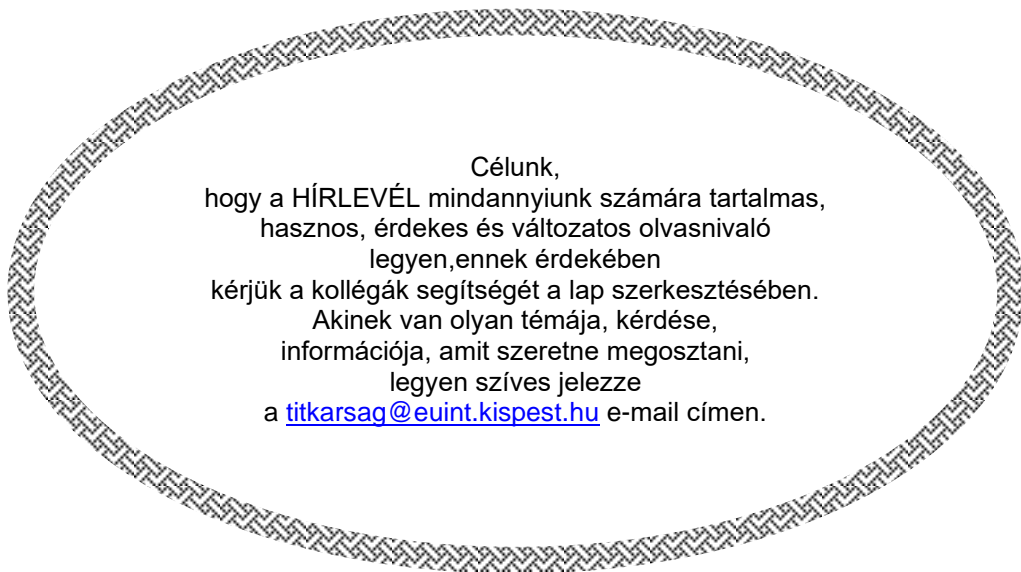 Célunk,
hogy a HÍRLEVÉL mindannyiunk számára tartalmas,
hasznos, érdekes és változatos olvasnivaló
legyen,ennek érdekében
kérjük a kollégák segítségét a lap szerkesztésében.
Akinek van olyan témája, kérdése,
információja, amit szeretne megosztani,
legyen szíves jelezze
a titkarsag@euint.kispest.hu e-mail címen.